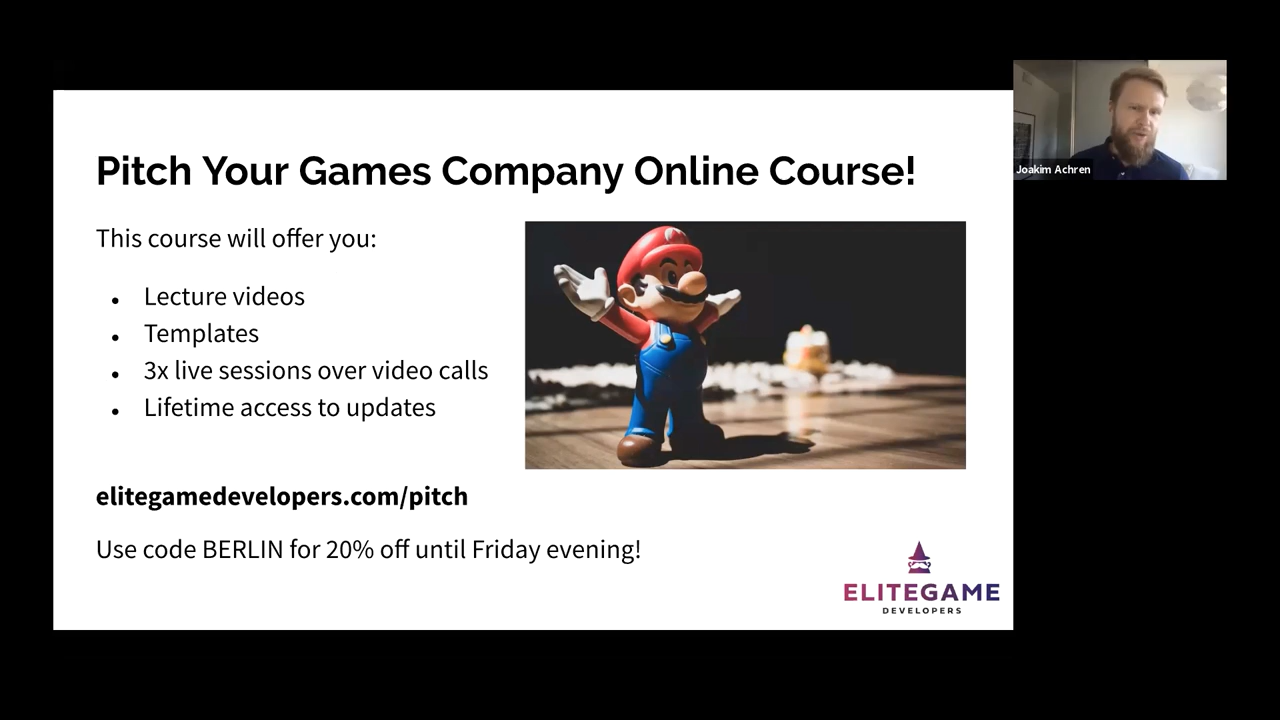 Pitch Your Games Company Online Course!
This course will offer you:
Lecture videos
Templates
3x live sessions over video calls
Lifetime access to updates
elitegamedevelopers.com/pitch
Use code BERLIN for 20% off until Friday evening!
ELITEGAME
DEVELOPERS
Joakim Achren